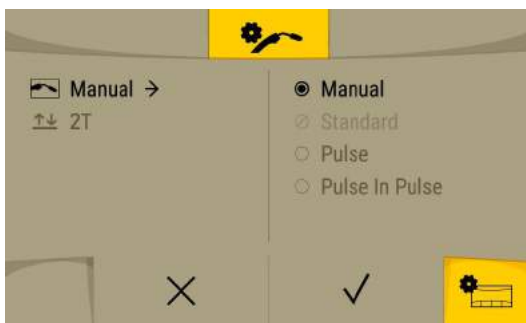 Manual →
2T
Manual
Standard
Pulse
Pulse In Pulse